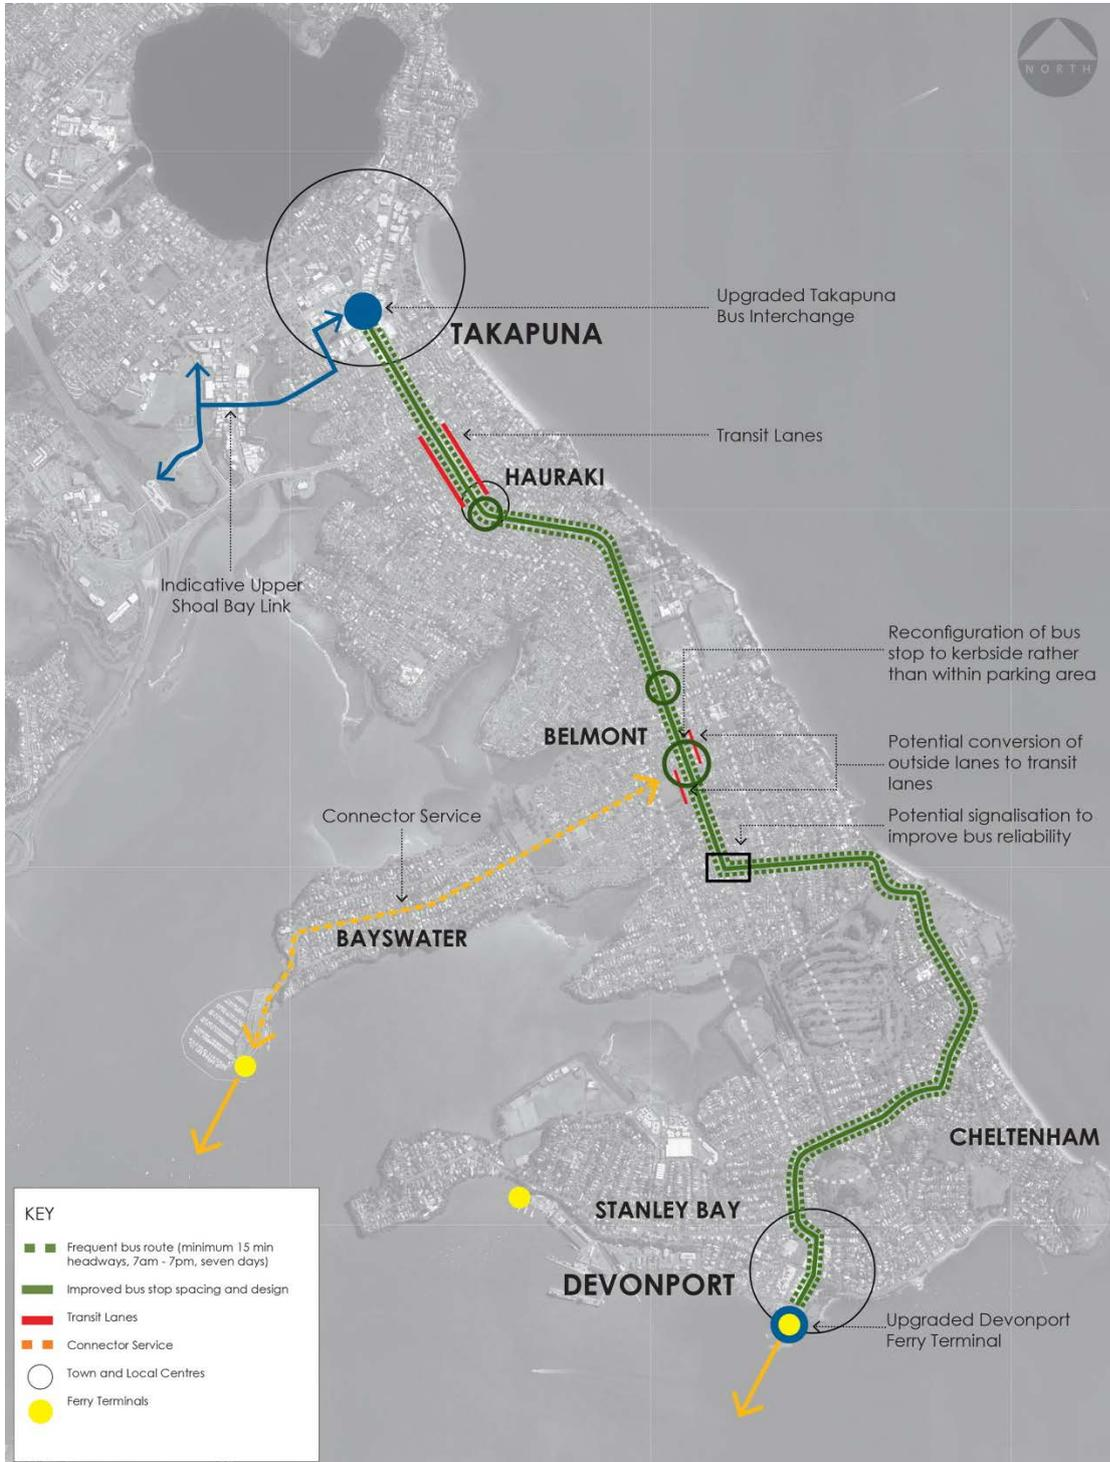 NORTH
Upgraded Takapuna
Bus Interchange
TAKAPUNA
Transit Lanes
HAURAKI
Indicative Upper
Shoal Bay Link
Reconfiguration of bus
stop to kerbside rather
than within parking area
BELMONT
Potential conversion of
outside lanes to transit
lanes
Connector Service
Potential signalisation to
improve bus reliability
BAYSWATER
CHELTENHAM
STANLEY BAY
DEVONPORT
Upgraded Devonport
Ferry Terminal
KEY
Frequent bus route (minimum 15 min
headways, 7am - 7pm, seven days)
Improved bus stop spacing and design
Transit Lanes
Connector Service
Town and Local Centres
Ferry Terminals